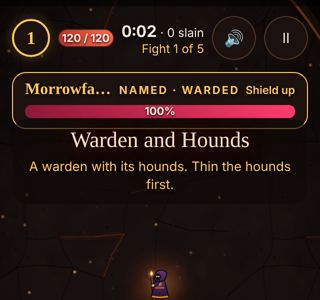 1
120 / 120
0:02 · 0 slain
Fight 1 of 5
Morrowfa… NAMED · WARDED Shield up
100%
Warden and Hounds
A warden with its hounds. Thin the hounds
first.